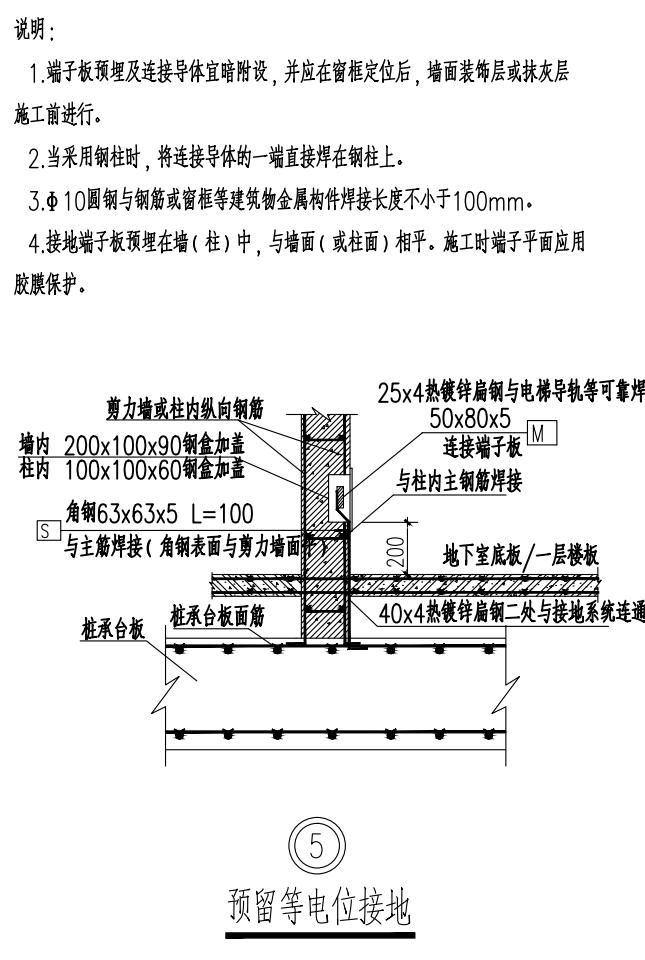 说明：
1.端子板预埋及连接导体宜暗附设，并应在窗框定位后，墙面装饰层或抹灰层
施工前进行。
2.当采用钢柱时，将连接导体的一端直接焊在钢柱上。
3.Φ10圆钢与钢筋或窗框等建筑物金属构件焊接长度不小于100mm。
4.接地端子板预埋在墙(柱)中，与墙面(或柱面)相平。施工时端子平面应用
胶膜保护。
25x4热镀锌扁钢与电梯导轨等可靠焊
剪力墙或柱内纵向钢筋
50x80x5
M
连接端子板
墙内 200x100x90钢盒加盖
柱内 100x100x60钢盒加盖
与柱内主钢筋焊接
角钢63x63x5 L=100
S
与主筋焊接(角钢表面与剪力墙面平)
200
地下室底板/一层楼板
桩承台板面筋
40x4热镀锌扁钢二处与接地系统连通
桩承台板
5
预留等电位接地